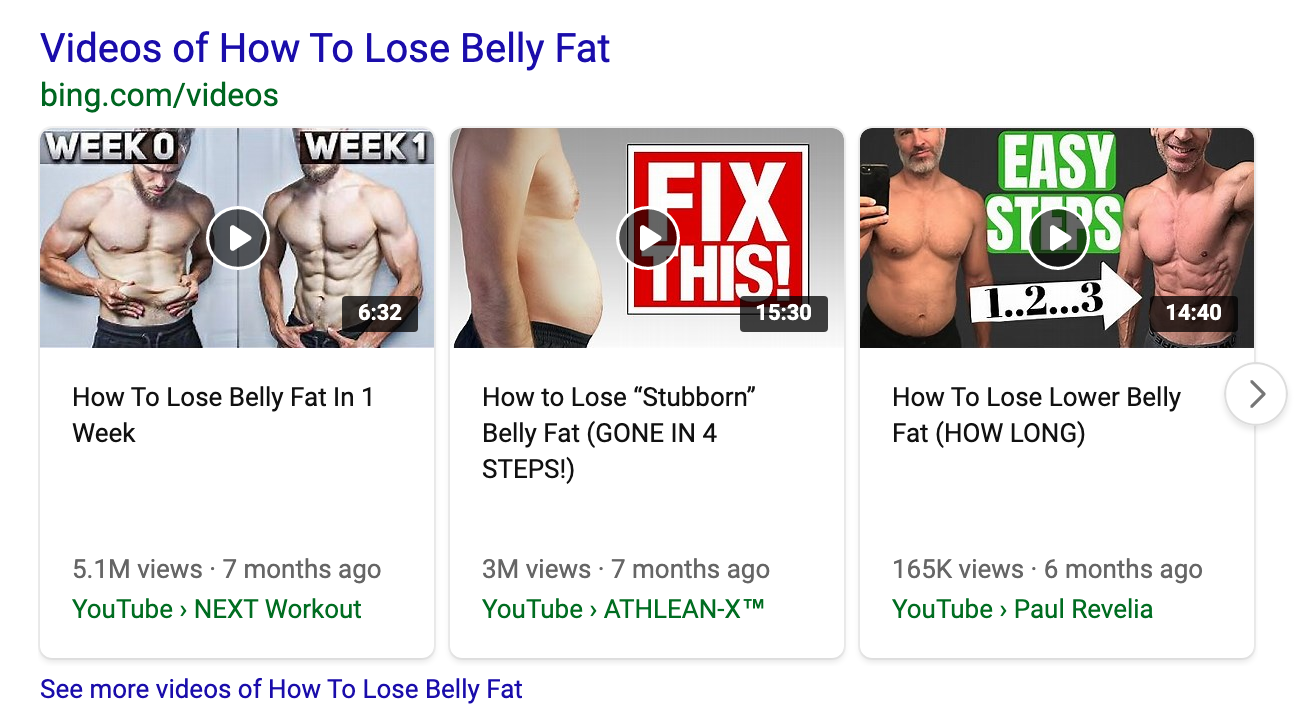 Videos of How To Lose Belly Fat
bing.com/videos
WEEK 0
WEEK 1
6:32
How To Lose Belly Fat In 1
Week
5.1M views · 7 months ago
YouTube › NEXT Workout
FIX
THIS!
15:30
How to Lose “Stubborn”
Belly Fat (GONE IN 4
STEPS!)
3M views · 7 months ago
YouTube › ATHLEAN-X™
EASY
STEPS
1..2...3
14:40
How To Lose Lower Belly
Fat (HOW LONG)
165K views · 6 months ago
YouTube › Paul Revelia
See more videos of How To Lose Belly Fat